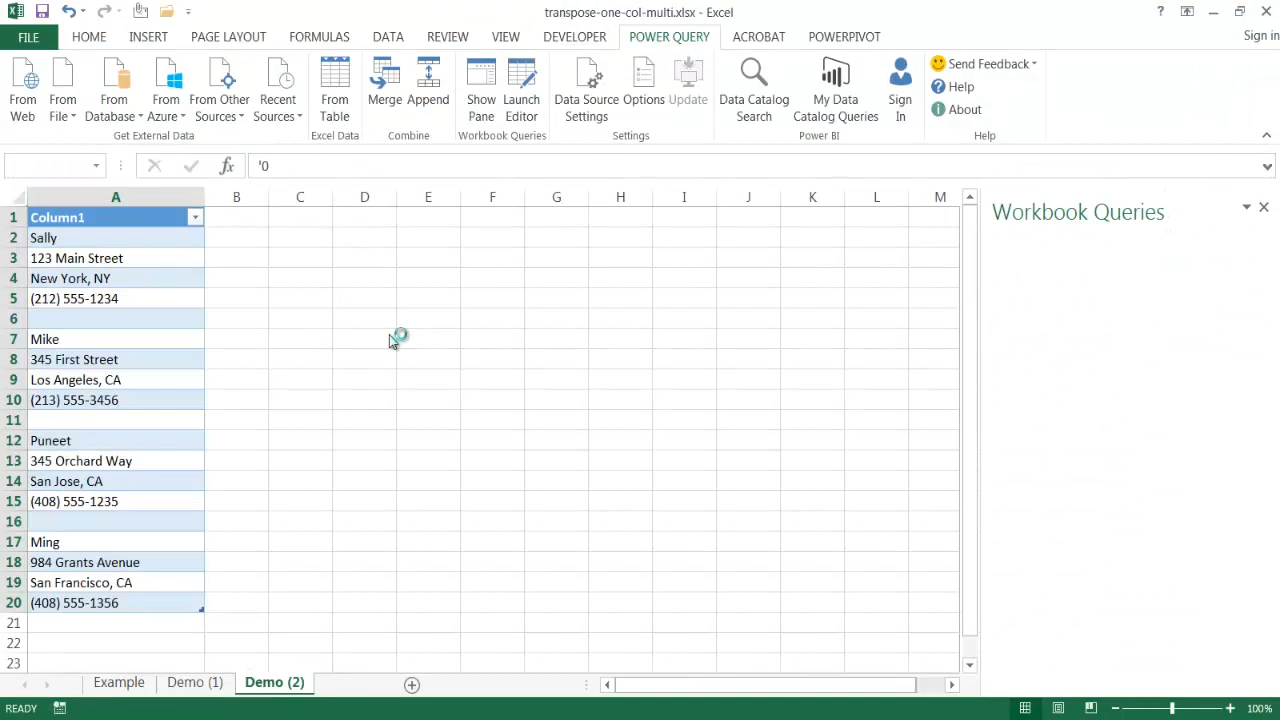 transpose-one-col-multi.xlsx - Excel
?
FILE HOME INSERT PAGE LAYOUT FORMULAS DATA REVIEW VIEW DEVELOPER POWER QUERY ACROBAT POWERPIVOT Sign in
From Web
From File
From Database
From Azure
From Other Sources
Recent Sources
From Table
Merge
Append
Show Pane
Launch Editor
Data Source Settings
Options
Update
Data Catalog Search
My Data Catalog Queries
Sign In
Send Feedback
Help
About
Get External Data Excel Data Combine Workbook Queries Settings Power BI Help
fx '0
A B C D E F G H I J K L M
Workbook Queries
1 Column1
2 Sally
3 123 Main Street
4 New York, NY
5 (212) 555-1234
6
7 Mike
8 345 First Street
9 Los Angeles, CA
10 (213) 555-3456
11
12 Puneet
13 345 Orchard Way
14 San Jose, CA
15 (408) 555-1235
16
17 Ming
18 984 Grants Avenue
19 San Francisco, CA
20 (408) 555-1356
21
22
23
Example Demo (1) Demo (2)
READY 100%